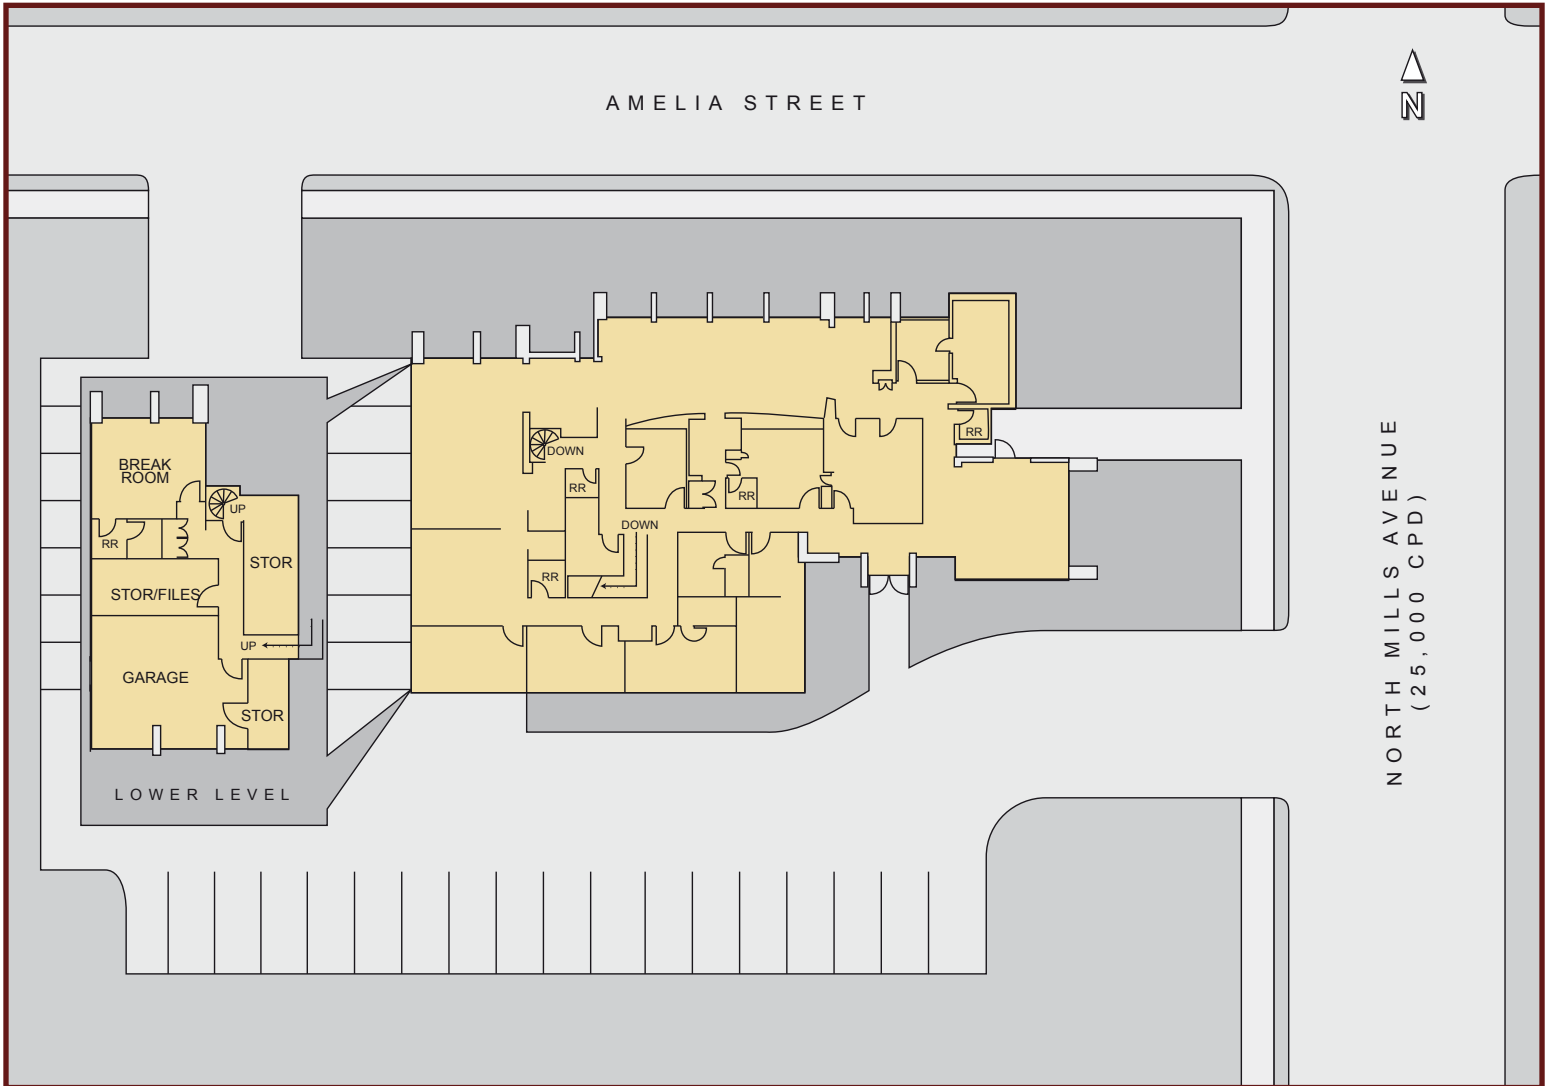 AMELIA STREET
N
NORTH MILLS AVENUE
(25,000 CPD)
RR
DOWN
RR
RR
DOWN
RR
BREAK
ROOM
UP
RR
STOR
STOR/FILES
UP
GARAGE
STOR
LOWER LEVEL